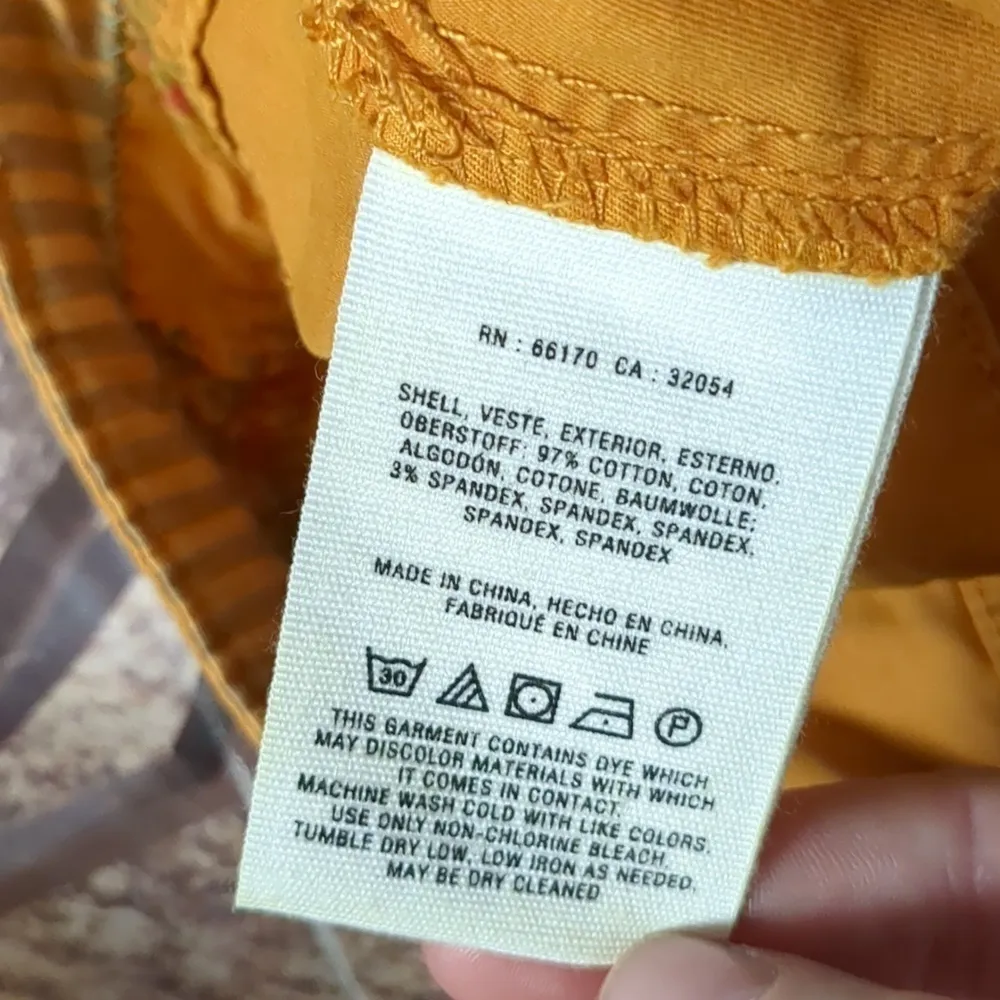 RN : 66170 CA : 32054
SHELL, VESTE, EXTERIOR, ESTERNO,
OBERSTOFF: 97% COTTON, COTON,
ALGODÓN, COTONE, BAUMWOLLE;
3% SPANDEX, SPANDEX, SPANDEX,
SPANDEX, SPANDEX
MADE IN CHINA, HECHO EN CHINA,
FABRIQUÉ EN CHINE
30 P
THIS GARMENT CONTAINS DYE WHICH
MAY DISCOLOR MATERIALS WITH WHICH
IT COMES IN CONTACT.
MACHINE WASH COLD WITH LIKE COLORS.
USE ONLY NON-CHLORINE BLEACH.
TUMBLE DRY LOW. LOW IRON AS NEEDED.
MAY BE DRY CLEANED